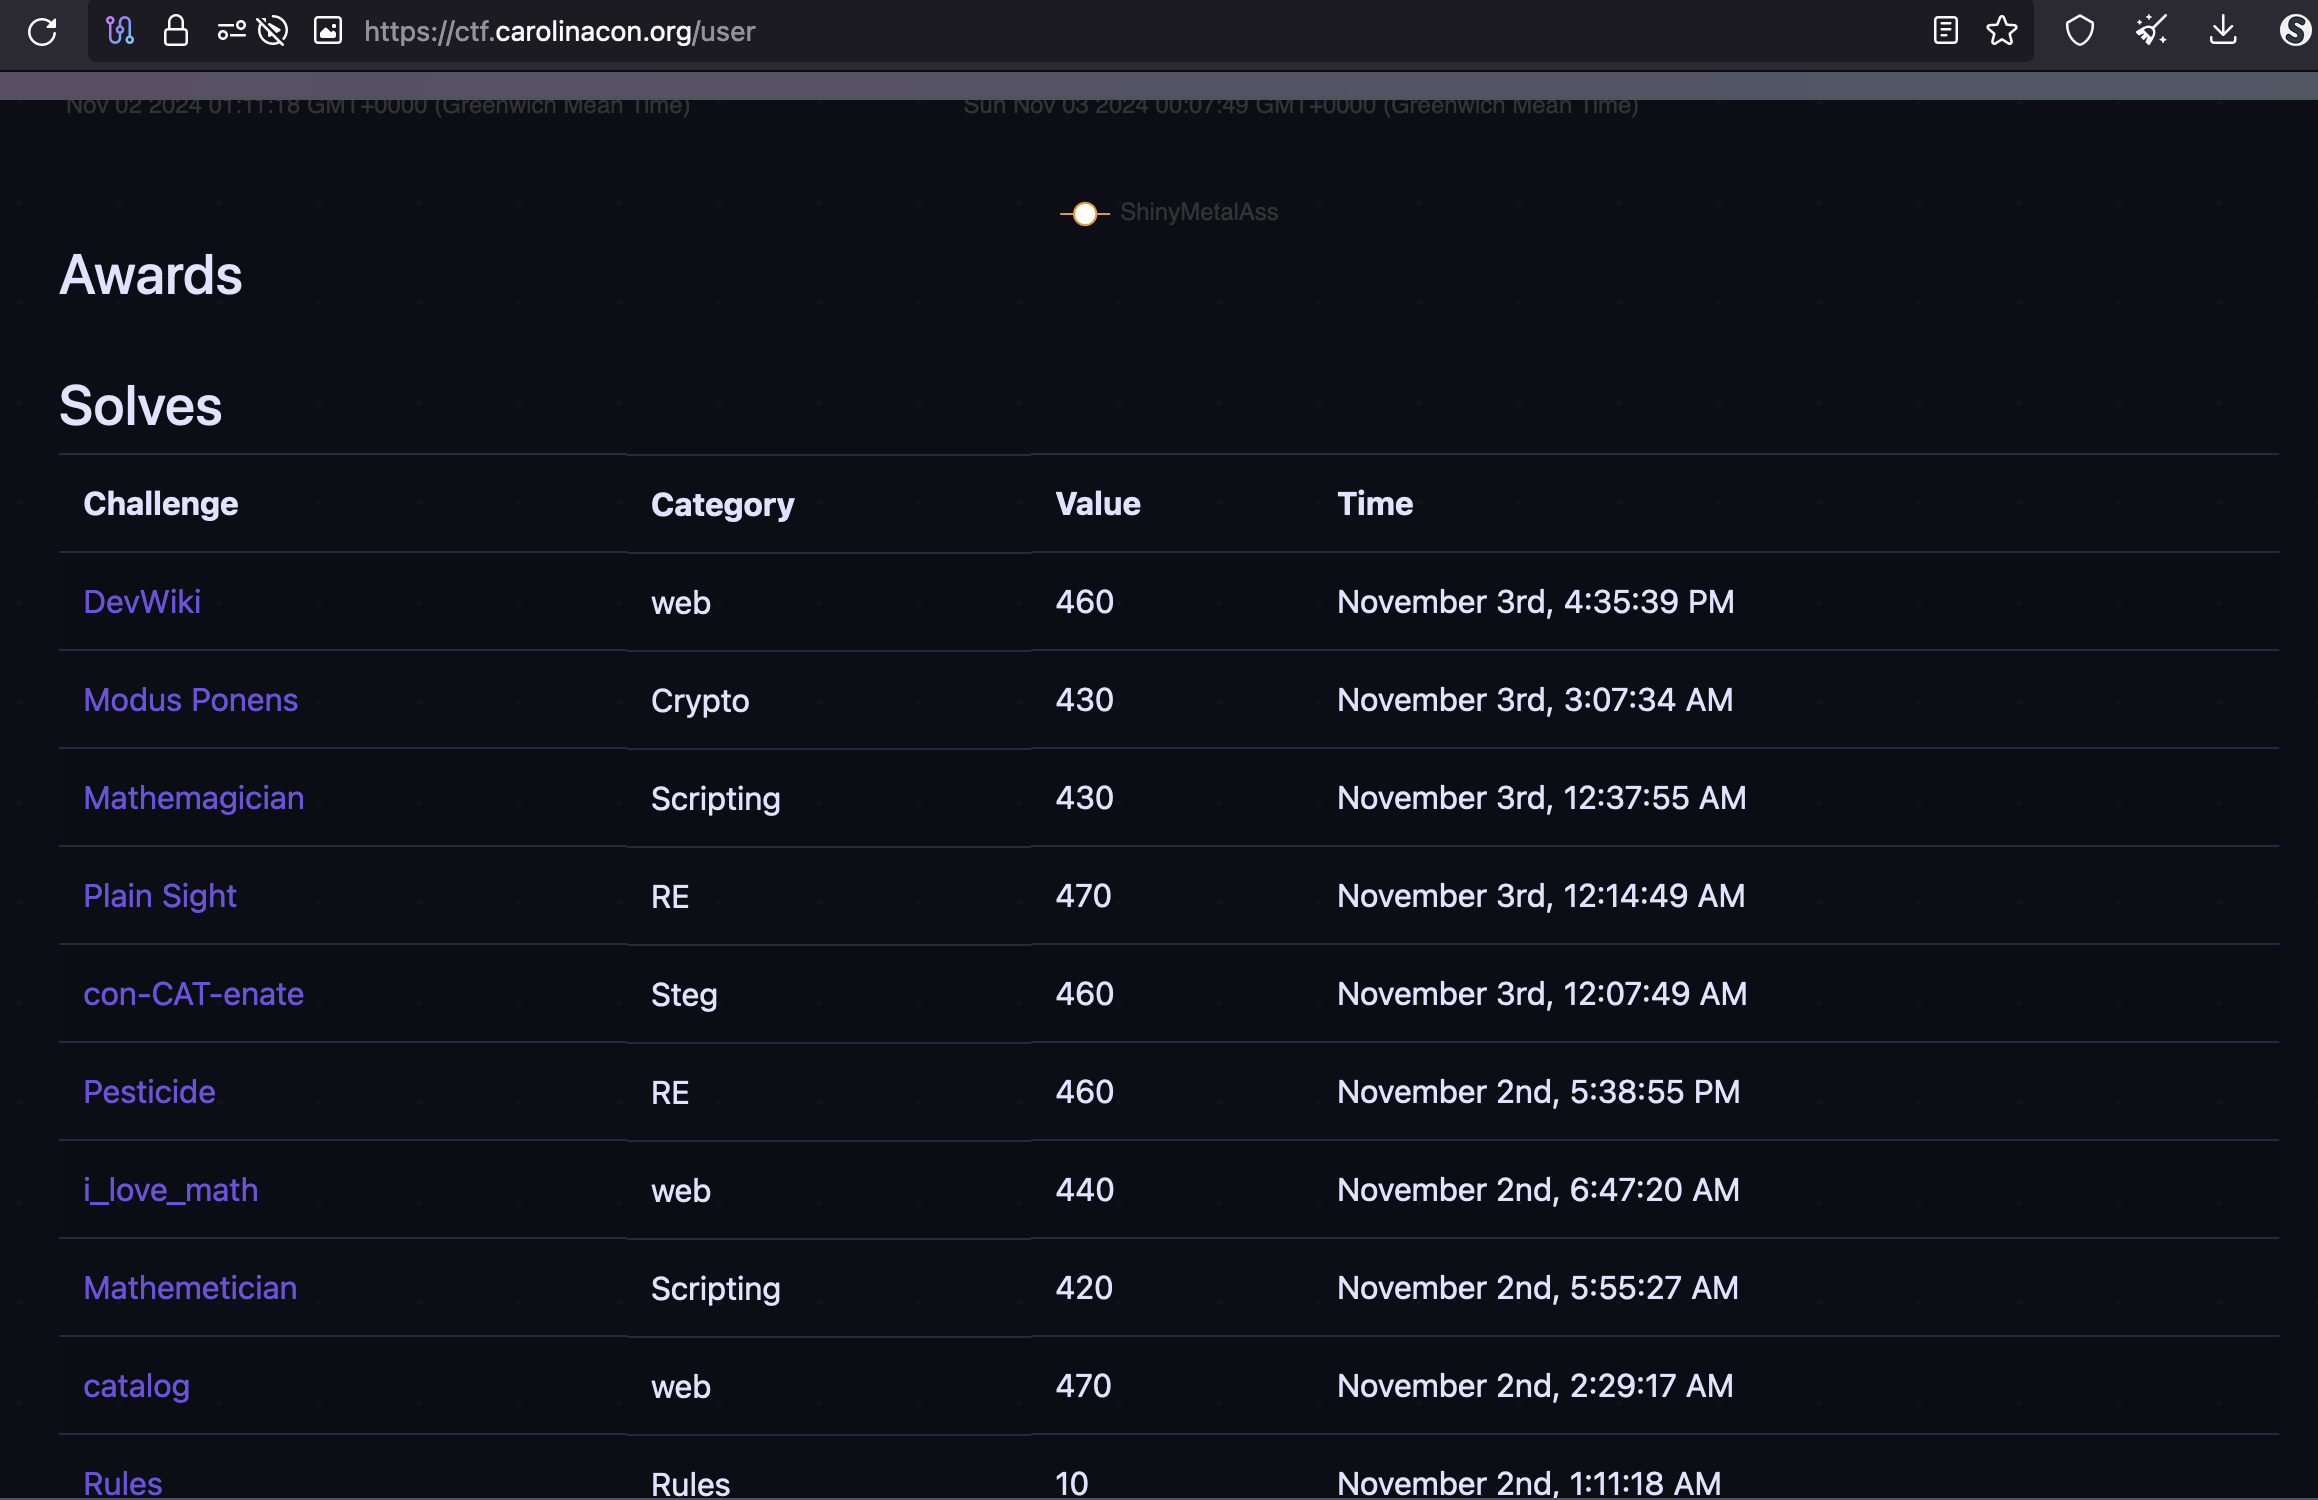 https://ctf.carolinacon.org/user
Nov 02 2024 01:11:18 GMT+0000 (Greenwich Mean Time) Sun Nov 03 2024 00:07:49 GMT+0000 (Greenwich Mean Time)
ShinyMetalAss
Awards
Solves
Challenge Category Value Time
DevWiki web 460 November 3rd, 4:35:39 PM
Modus Ponens Crypto 430 November 3rd, 3:07:34 AM
Mathemagician Scripting 430 November 3rd, 12:37:55 AM
Plain Sight RE 470 November 3rd, 12:14:49 AM
con-CAT-enate Steg 460 November 3rd, 12:07:49 AM
Pesticide RE 460 November 2nd, 5:38:55 PM
i_love_math web 440 November 2nd, 6:47:20 AM
Mathemetician Scripting 420 November 2nd, 5:55:27 AM
catalog web 470 November 2nd, 2:29:17 AM
Rules Rules 10 November 2nd, 1:11:18 AM